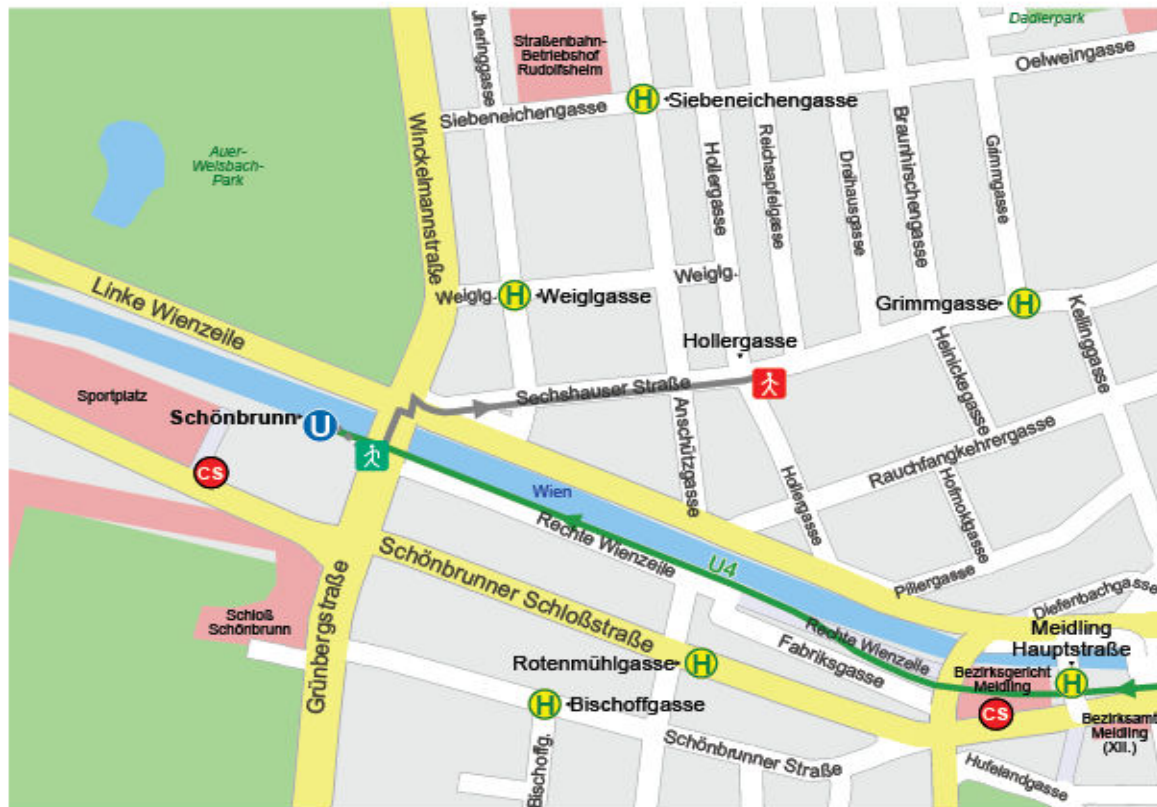 Dadlerpark
Jheringgasse
Straßenbahn-
Betriebshof
Rudolfsheim
Oelweingasse
H
Siebeneichengasse
Siebeneichengasse
Winckelmannstraße
Hollergasse
Reichsapfelgasse
Dreihausgasse
Braunhirschengasse
Grimmgasse
Auer-
Welsbach-
Park
Weiglg.
Weiglg.
H
Weiglgasse
Grimmgasse
H
Linke Wienzeile
Hollergasse
Heinickegasse
Kellinggasse
Sechshauser Straße
Sportplatz
Schönbrunn
U
Anschützgasse
Rauchfangkehrergasse
CS
Wien
Hollergasse
Hofmoklgasse
Rechte Wienzeile
U4
Pillergasse
Schönbrunner Schloßstraße
Diefenbachgasse
Grünbergstraße
Schloß
Schönbrunn
Rechte Wienzeile
Fabriksgasse
Meidling
Hauptstraße
Rotenmühlgasse
H
Bezirksgericht
Meidling
H
H
Bischoffgasse
CS
Bischoffg.
Schönbrunner Straße
Bezirksamt
Meidling
(XII.)
Hufelandgasse